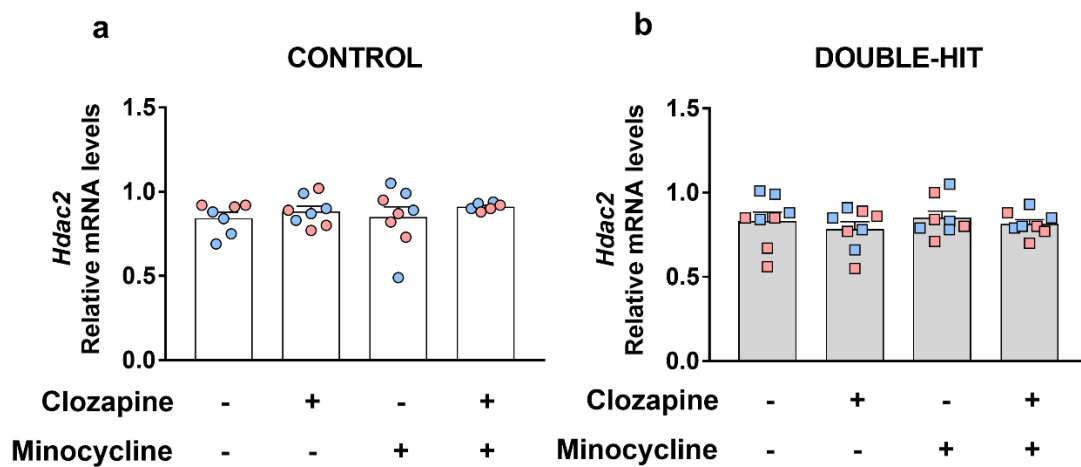 a
CONTROL
Hdac2
Relative mRNA levels
1.5
1.0
0.5
0.0
Clozapine - + - +
Minocycline - - + +
b
DOUBLE-HIT
Hdac2
Relative mRNA levels
1.5
1.0
0.5
0.0
Clozapine - + - +
Minocycline - - + +